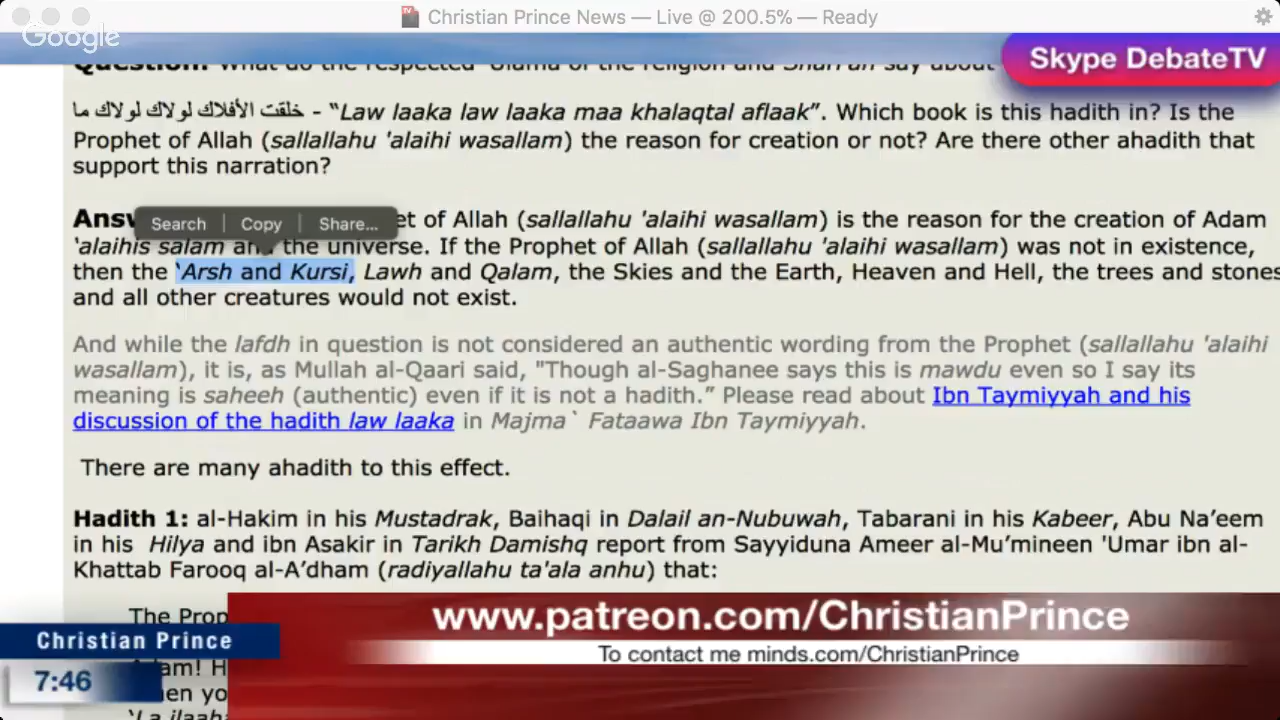 Christian Prince News — Live @ 200.5% — Ready
Google
Skype DebateTV
Question: What do the respected 'Ulama of the religion and Shari'ah say about
خلقت الأفلاك لولاك لولاك ما - “Law laaka law laaka maa khalaqtal aflaak”. Which book is this hadith in? Is the
Prophet of Allah (sallallahu 'alaihi wasallam) the reason for creation or not? Are there other ahadith that
support this narration?
Search Copy Share...
et of Allah (sallallahu 'alaihi wasallam) is the reason for the creation of Adam
‘alaihis salam and the universe. If the Prophet of Allah (sallallahu 'alaihi wasallam) was not in existence,
then the ‘Arsh and Kursi, Lawh and Qalam, the Skies and the Earth, Heaven and Hell, the trees and stones
and all other creatures would not exist.
And while the lafdh in question is not considered an authentic wording from the Prophet (sallallahu 'alaihi
wasallam), it is, as Mullah al-Qaari said, "Though al-Saghanee says this is mawdu even so I say its
meaning is saheeh (authentic) even if it is not a hadith.” Please read about Ibn Taymiyyah and his
discussion of the hadith law laaka in Majma` Fataawa Ibn Taymiyyah.
There are many ahadith to this effect.
Hadith 1: al-Hakim in his Mustadrak, Baihaqi in Dalail an-Nubuwah, Tabarani in his Kabeer, Abu Na’eem
in his Hilya and ibn Asakir in Tarikh Damishq report from Sayyiduna Ameer al-Mu’mineen 'Umar ibn al-
Khattab Farooq al-A’dham (radiyallahu ta'ala anhu) that:
The Prop
www.patreon.com/ChristianPrince
Christian Prince
To contact me minds.com/ChristianPrince
dam! H
7:46
en yo
‘La ilaah